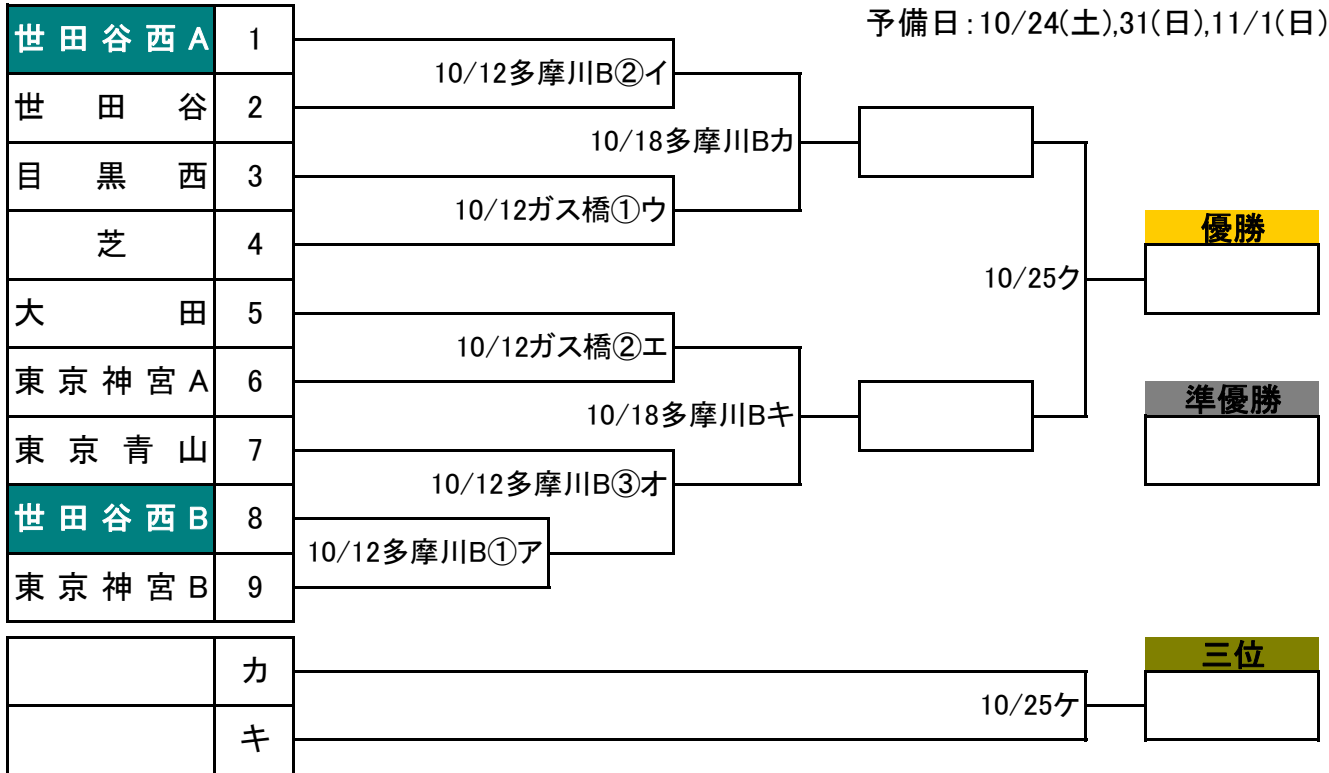 予備日:10/24(土),31(日),11/1(日)
世田谷西A 1
10/12多摩川B②イ
世田谷 2
10/18多摩川Bカ
目黒西 3
10/12ガス橋①ウ
芝 4
優勝
10/25ク
大田 5
10/12ガス橋②エ
東京神宮A 6
準優勝
10/18多摩川Bキ
東京青山 7
10/12多摩川B③オ
世田谷西B 8
10/12多摩川B①ア
東京神宮B 9
カ
三位
10/25ケ
キ